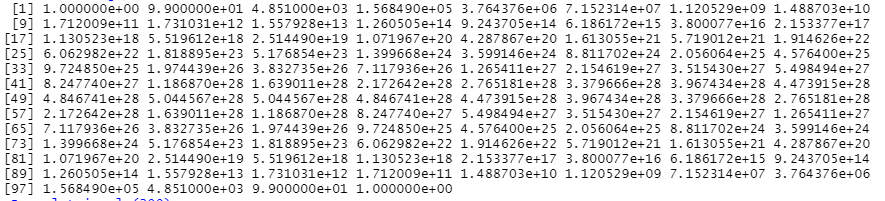 [1] 1.000000e+00 9.900000e+01 4.851000e+03 1.568490e+05 3.764376e+06 7.152314e+07 1.120529e+09 1.488703e+10
[9] 1.712009e+11 1.731031e+12 1.557928e+13 1.260505e+14 9.243705e+14 6.186172e+15 3.800077e+16 2.153377e+17
[17] 1.130523e+18 5.519612e+18 2.514490e+19 1.071967e+20 4.287867e+20 1.613055e+21 5.719012e+21 1.914626e+22
[25] 6.062982e+22 1.818895e+23 5.176854e+23 1.399668e+24 3.599146e+24 8.811702e+24 2.056064e+25 4.576400e+25
[33] 9.724850e+25 1.974439e+26 3.832735e+26 7.117936e+26 1.265411e+27 2.154619e+27 3.515430e+27 5.498494e+27
[41] 8.247740e+27 1.186870e+28 1.639011e+28 2.172642e+28 2.765181e+28 3.379666e+28 3.967434e+28 4.473915e+28
[49] 4.846741e+28 5.044567e+28 5.044567e+28 4.846741e+28 4.473915e+28 3.967434e+28 3.379666e+28 2.765181e+28
[57] 2.172642e+28 1.639011e+28 1.186870e+28 8.247740e+27 5.498494e+27 3.515430e+27 2.154619e+27 1.265411e+27
[65] 7.117936e+26 3.832735e+26 1.974439e+26 9.724850e+25 4.576400e+25 2.056064e+25 8.811702e+24 3.599146e+24
[73] 1.399668e+24 5.176854e+23 1.818895e+23 6.062982e+22 1.914626e+22 5.719012e+21 1.613055e+21 4.287867e+20
[81] 1.071967e+20 2.514490e+19 5.519612e+18 1.130523e+18 2.153377e+17 3.800077e+16 6.186172e+15 9.243705e+14
[89] 1.260505e+14 1.557928e+13 1.731031e+12 1.712009e+11 1.488703e+10 1.120529e+09 7.152314e+07 3.764376e+06
[97] 1.568490e+05 4.851000e+03 9.900000e+01 1.000000e+00